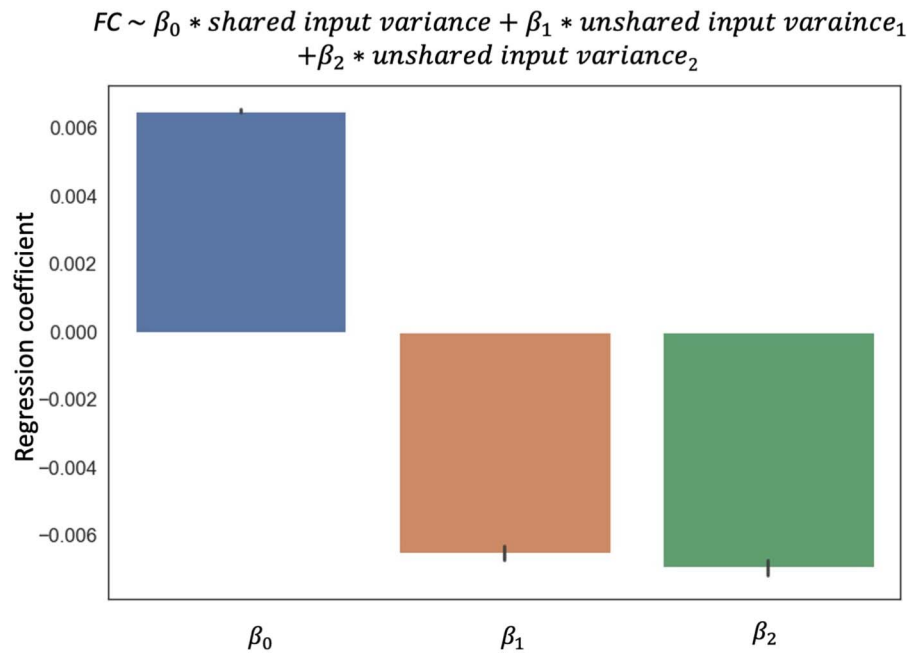 FC ~ β₀ * shared input variance + β₁ * unshared input varaince₁
+β₂ * unshared input variance₂
Regression coefficient
0.006
0.004
0.002
0.000
−0.002
−0.004
−0.006
β₀ β₁ β₂